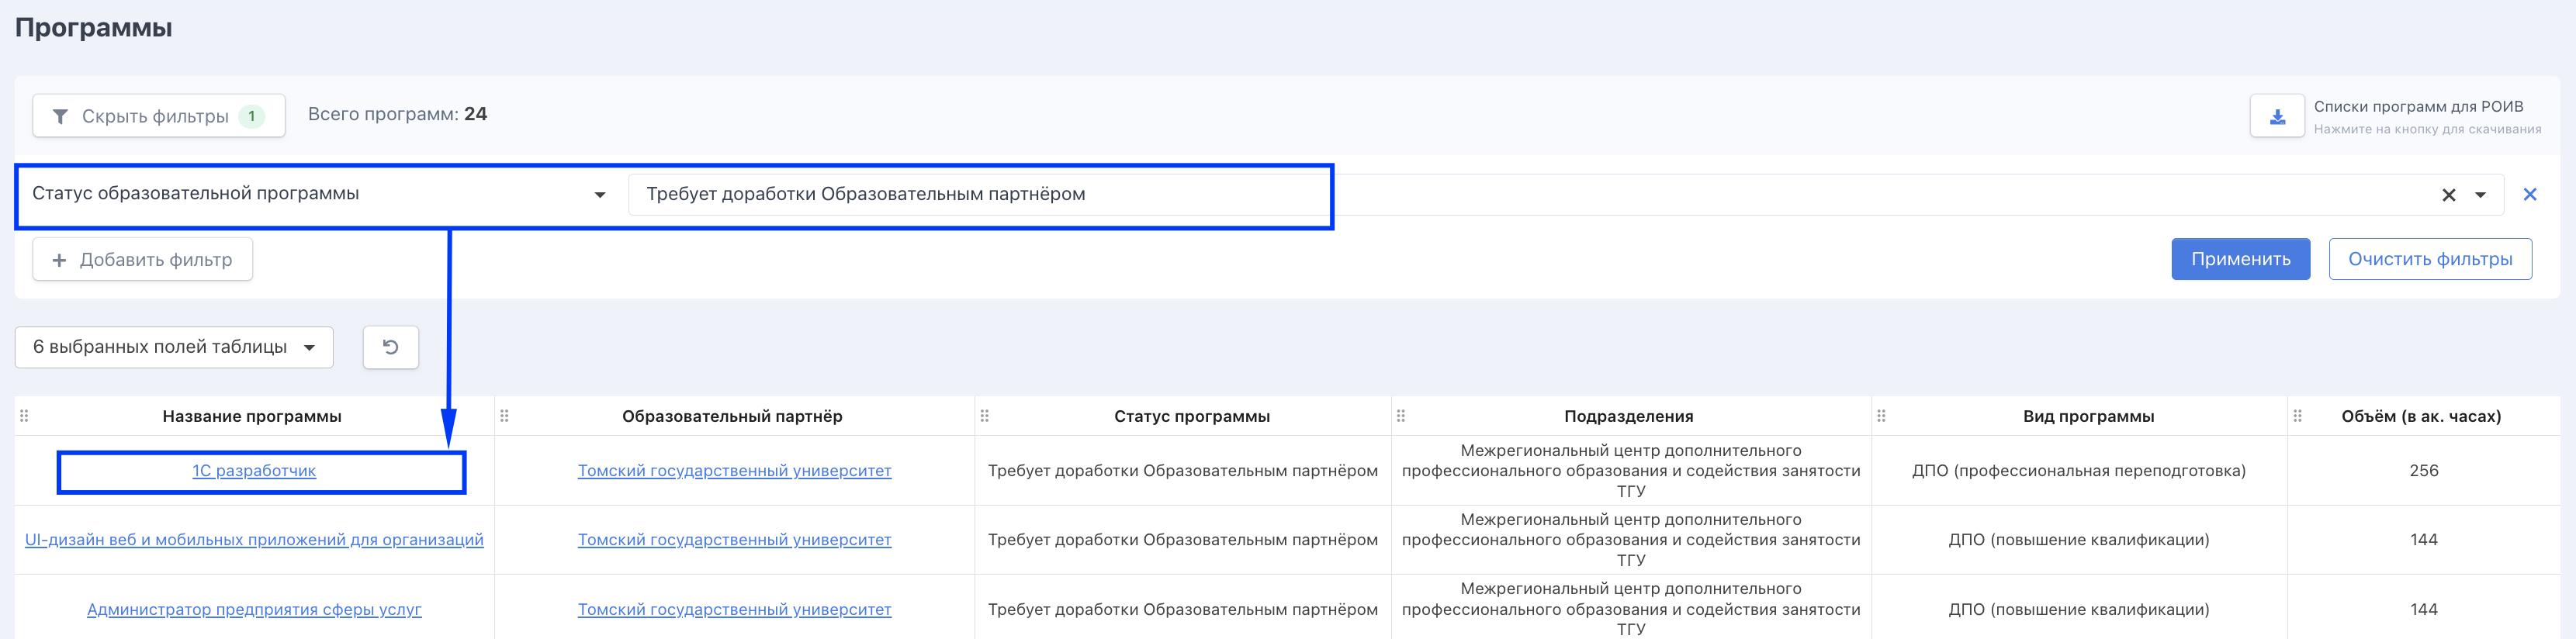 Программы
Скрыть фильтры 1
Всего программ: 24
Списки программ для РОИВ
Нажмите на кнопку для скачивания
Статус образовательной программы
Требует доработки Образовательным партнёром
Добавить фильтр
Применить
Очистить фильтры
6 выбранных полей таблицы
Название программы
Образовательный партнёр
Статус программы
Подразделения
Вид программы
Объём (в ак. часах)
1С разработчик
Томский государственный университет
Требует доработки Образовательным партнёром
Межрегиональный центр дополнительного
профессионального образования и содействия занятости
ТГУ
ДПО (профессиональная переподготовка)
256
UI-дизайн веб и мобильных приложений для организаций
Томский государственный университет
Требует доработки Образовательным партнёром
Межрегиональный центр дополнительного
профессионального образования и содействия занятости
ТГУ
ДПО (повышение квалификации)
144
Администратор предприятия сферы услуг
Томский государственный университет
Требует доработки Образовательным партнёром
Межрегиональный центр дополнительного
профессионального образования и содействия занятости
ТГУ
ДПО (повышение квалификации)
144